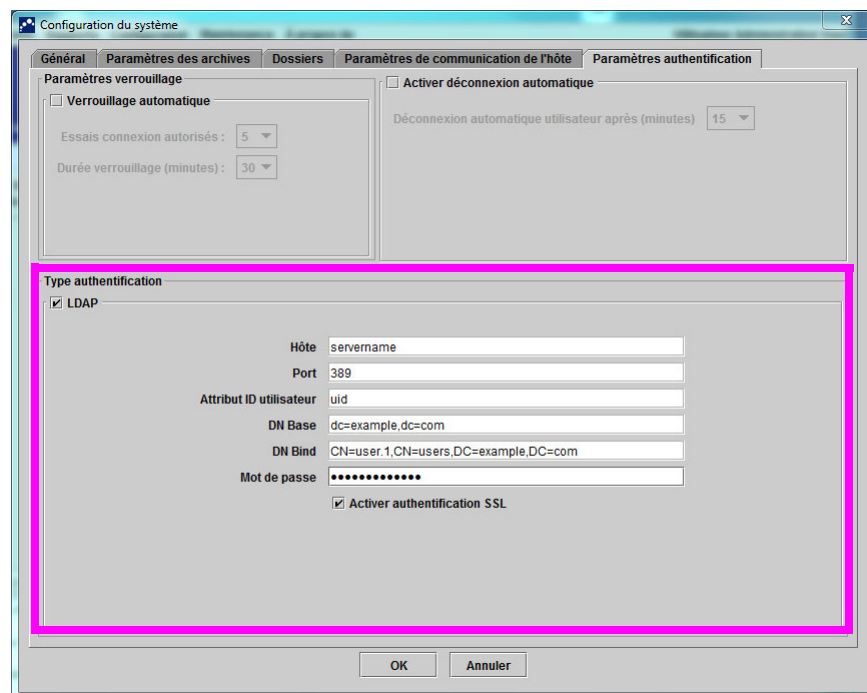 Configuration du système
Général Paramètres des archives Dossiers Paramètres de communication de l'hôte Paramètres authentification
Paramètres verrouillage
Verrouillage automatique
Essais connexion autorisés : 5
Durée verrouillage (minutes) : 30
Activer déconnexion automatique
Déconnexion automatique utilisateur après (minutes) 15
Type authentification
LDAP
Hôte servername
Port 389
Attribut ID utilisateur uid
DN Base dc=example,dc=com
DN Bind CN=user.1,CN=users,DC=example,DC=com
Mot de passe •••••••••••••
Activer authentification SSL
OK Annuler